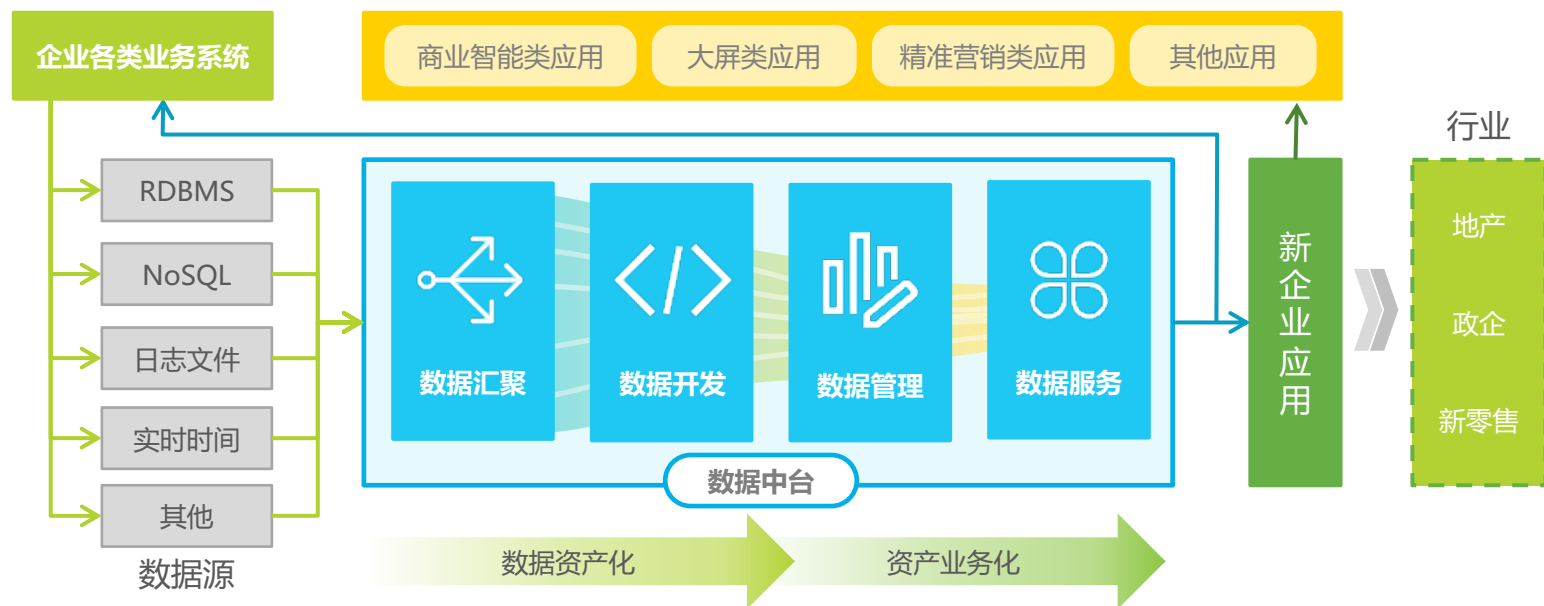 企业各类业务系统
商业智能类应用
大屏类应用
精准营销类应用
其他应用
RDBMS
NoSQL
日志文件
实时时间
其他
数据源
数据汇聚
数据开发
数据管理
数据服务
数据中台
数据资产化
资产业务化
新企业应用
行业
地产
政企
新零售